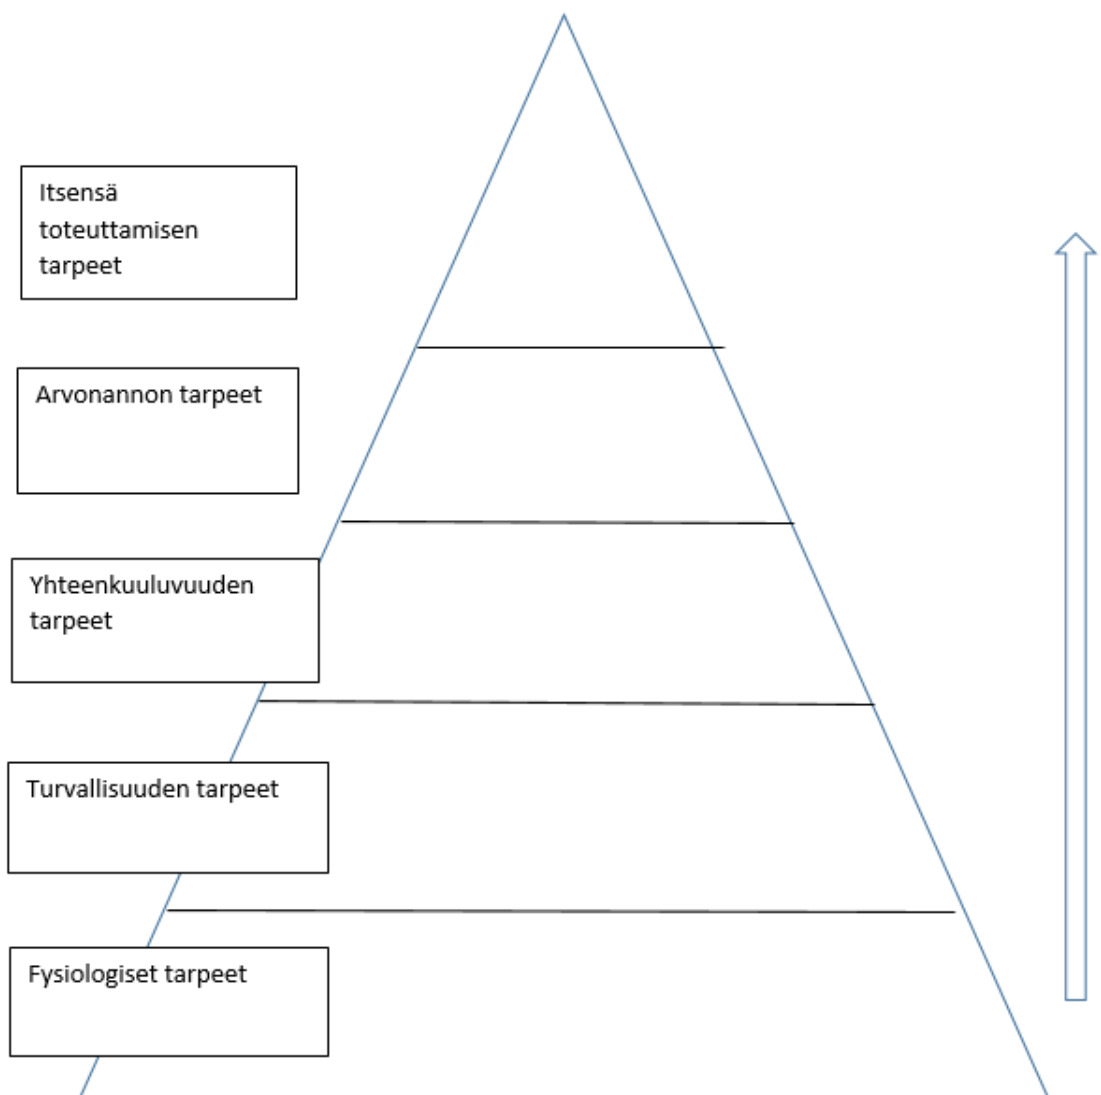 Itsensä
toteuttamisen
tarpeet
Arvonannon tarpeet
Yhteenkuuluvuuden
tarpeet
Turvallisuuden tarpeet
Fysiologiset tarpeet